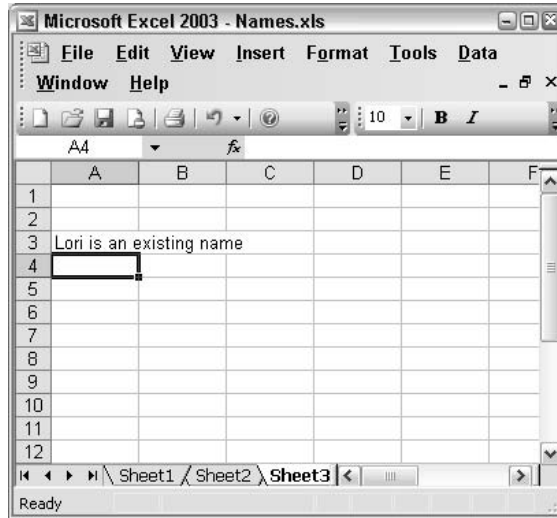 Microsoft Excel 2003 - Names.xls
File Edit View Insert Format Tools Data
Window Help
10 B I
A4 fx
A B C D E F
1
2
3 Lori is an existing name
4
5
6
7
8
9
10
11
12
Sheet1 Sheet2 Sheet3
Ready